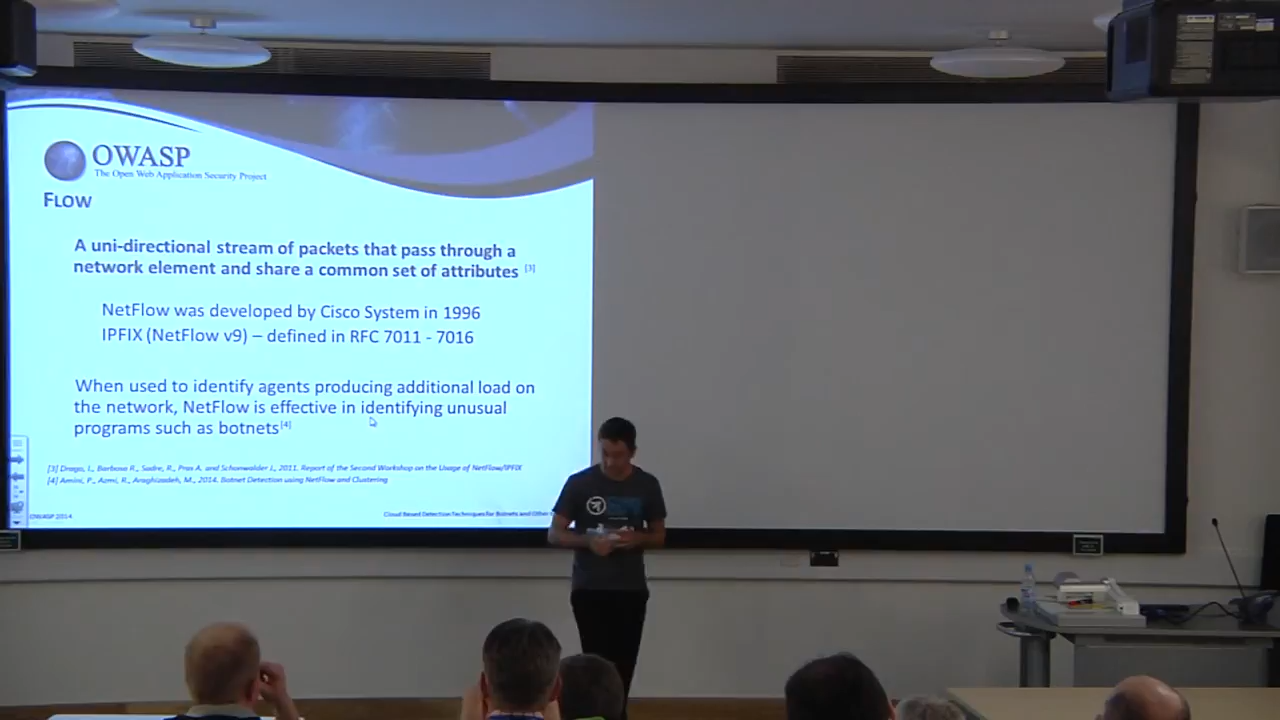 OWASP
The Open Web Application Security Project
FLOW
A uni-directional stream of packets that pass through a
network element and share a common set of attributes [3]
NetFlow was developed by Cisco System in 1996
IPFIX (NetFlow v9) – defined in RFC 7011 - 7016
When used to identify agents producing additional load on
the network, NetFlow is effective in identifying unusual
programs such as botnets[4]
[3] Drago, I., Barbosa R., Sadre, R., Pras A. and Schonwalder J., 2011. Report of the Second Workshop on the Usage of NetFlow/IPFIX
[4] Amini, P., Azmi, R., Araghizadeh, M., 2014. Botnet Detection using NetFlow and Clustering
OWASP 2014
Cloud Based Detection Techniques for Botnets and Other